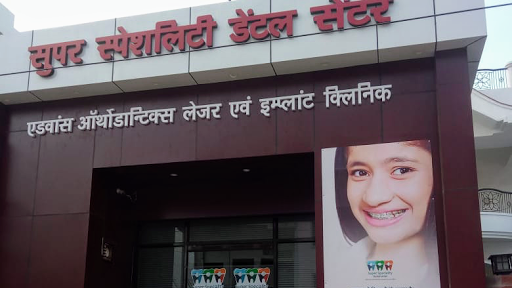 सुपर स्पेशलिटी डेंटल सेंटर
एडवांस ऑर्थोडान्टिक्स लेजर एवं इम्प्लांट क्लिनिक